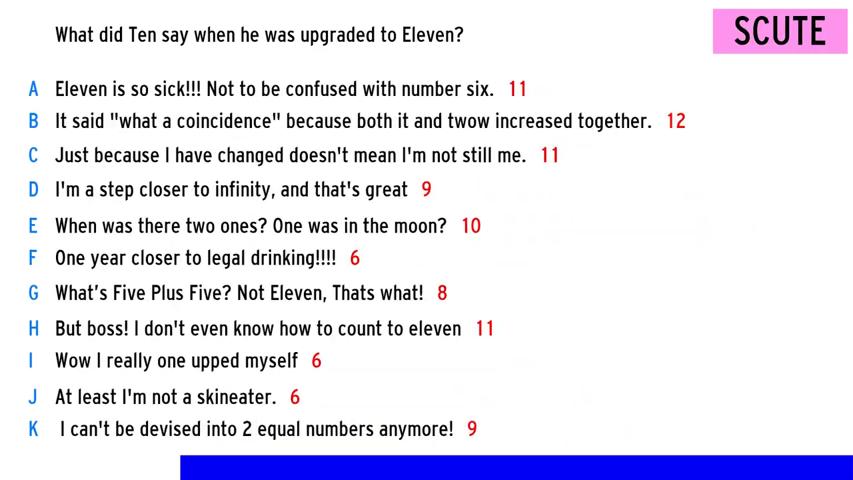 What did Ten say when he was upgraded to Eleven?
SCUTE
A Eleven is so sick!!! Not to be confused with number six. 11
B It said "what a coincidence" because both it and twow increased together. 12
C Just because I have changed doesn't mean I'm not still me. 11
D I'm a step closer to infinity, and that's great 9
E When was there two ones? One was in the moon? 10
F One year closer to legal drinking!!!! 6
G What's Five Plus Five? Not Eleven, Thats what! 8
H But boss! I don't even know how to count to eleven 11
I Wow I really one upped myself 6
J At least I'm not a skineater. 6
K I can't be devised into 2 equal numbers anymore! 9